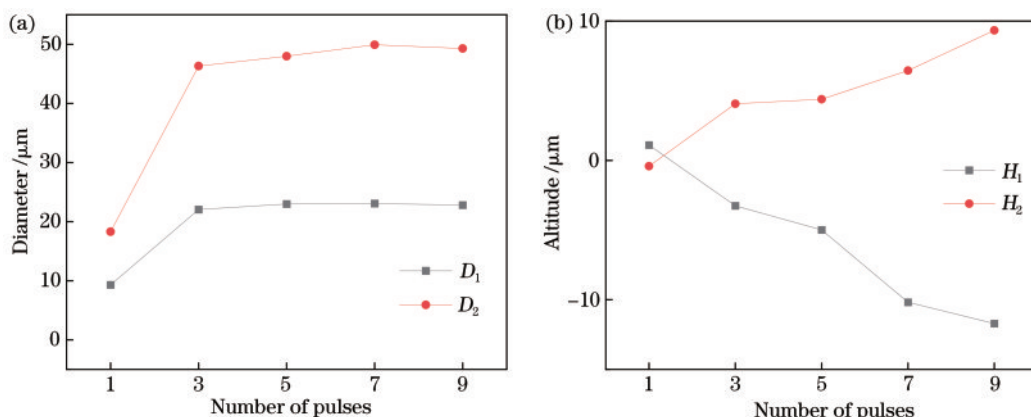 (a)
50
40
30
20
10
0
Diameter /μm
D₁
D₂
1 3 5 7 9
Number of pulses
(b)
10
0
−10
Altitude /μm
H₁
H₂
1 3 5 7 9
Number of pulses